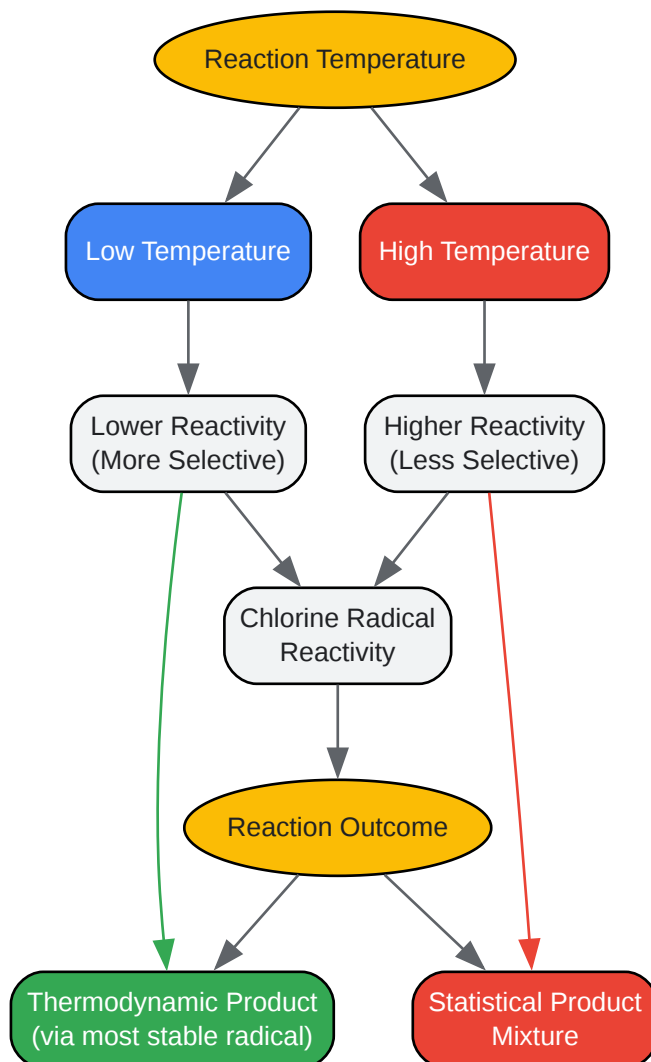 Reaction Temperature
Low Temperature
High Temperature
Lower Reactivity
(More Selective)
Higher Reactivity
(Less Selective)
Chlorine Radical
Reactivity
Reaction Outcome
Thermodynamic Product
(via most stable radical)
Statistical Product
Mixture